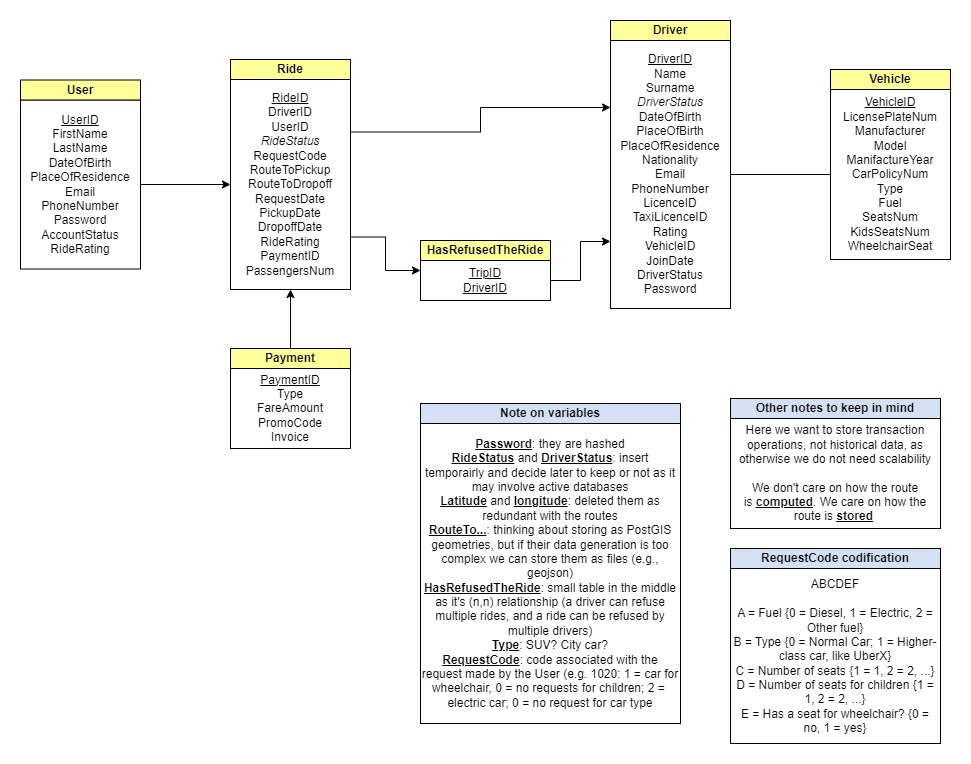 User
UserID
FirstName
LastName
DateOfBirth
PlaceOfResidence
Email
PhoneNumber
Password
AccountStatus
RideRating
Ride
RideID
DriverID
UserID
RideStatus
RequestCode
RouteToPickup
RouteToDropoff
RequestDate
PickupDate
DropoffDate
RideRating
PaymentID
PassengersNum
HasRefusedTheRide
TripID
DriverID
Driver
DriverID
Name
Surname
DriverStatus
DateOfBirth
PlaceOfBirth
PlaceOfResidence
Nationality
Email
PhoneNumber
LicenceID
TaxiLicenceID
Rating
VehicleID
JoinDate
DriverStatus
Password
Vehicle
VehicleID
LicensePlateNum
Manufacturer
Model
ManifactureYear
CarPolicyNum
Type
Fuel
SeatsNum
KidsSeatsNum
WheelchairSeat
Payment
PaymentID
Type
FareAmount
PromoCode
Invoice
Note on variables
Password: they are hashed
RideStatus and DriverStatus: insert
temporairly and decide later to keep or not as it
may involve active databases
Latitude and longitude: deleted them as
redundant with the routes
RouteTo...: thinking about storing as PostGIS
geometries, but if their data generation is too
complex we can store them as files (e.g.,
geojson)
HasRefusedTheRide: small table in the middle
as it's (n,n) relationship (a driver can refuse
multiple rides, and a ride can be refused by
multiple drivers)
Type: SUV? City car?
RequestCode: code associated with the
request made by the User (e.g. 1020: 1 = car for
wheelchair, 0 = no requests for children; 2 =
electric car; 0 = no request for car type
Other notes to keep in mind
Here we want to store transaction
operations, not historical data, as
otherwise we do not need scalability
We don't care on how the route
is computed. We care on how the
route is stored
RequestCode codification
ABCDEF
A = Fuel {0 = Diesel, 1 = Electric, 2 =
Other fuel}
B = Type {0 = Normal Car; 1 = Higher-
class car, like UberX}
C = Number of seats {1 = 1, 2 = 2, ...}
D = Number of seats for children {1 =
1, 2 = 2, ...}
E = Has a seat for wheelchair? {0 =
no, 1 = yes}